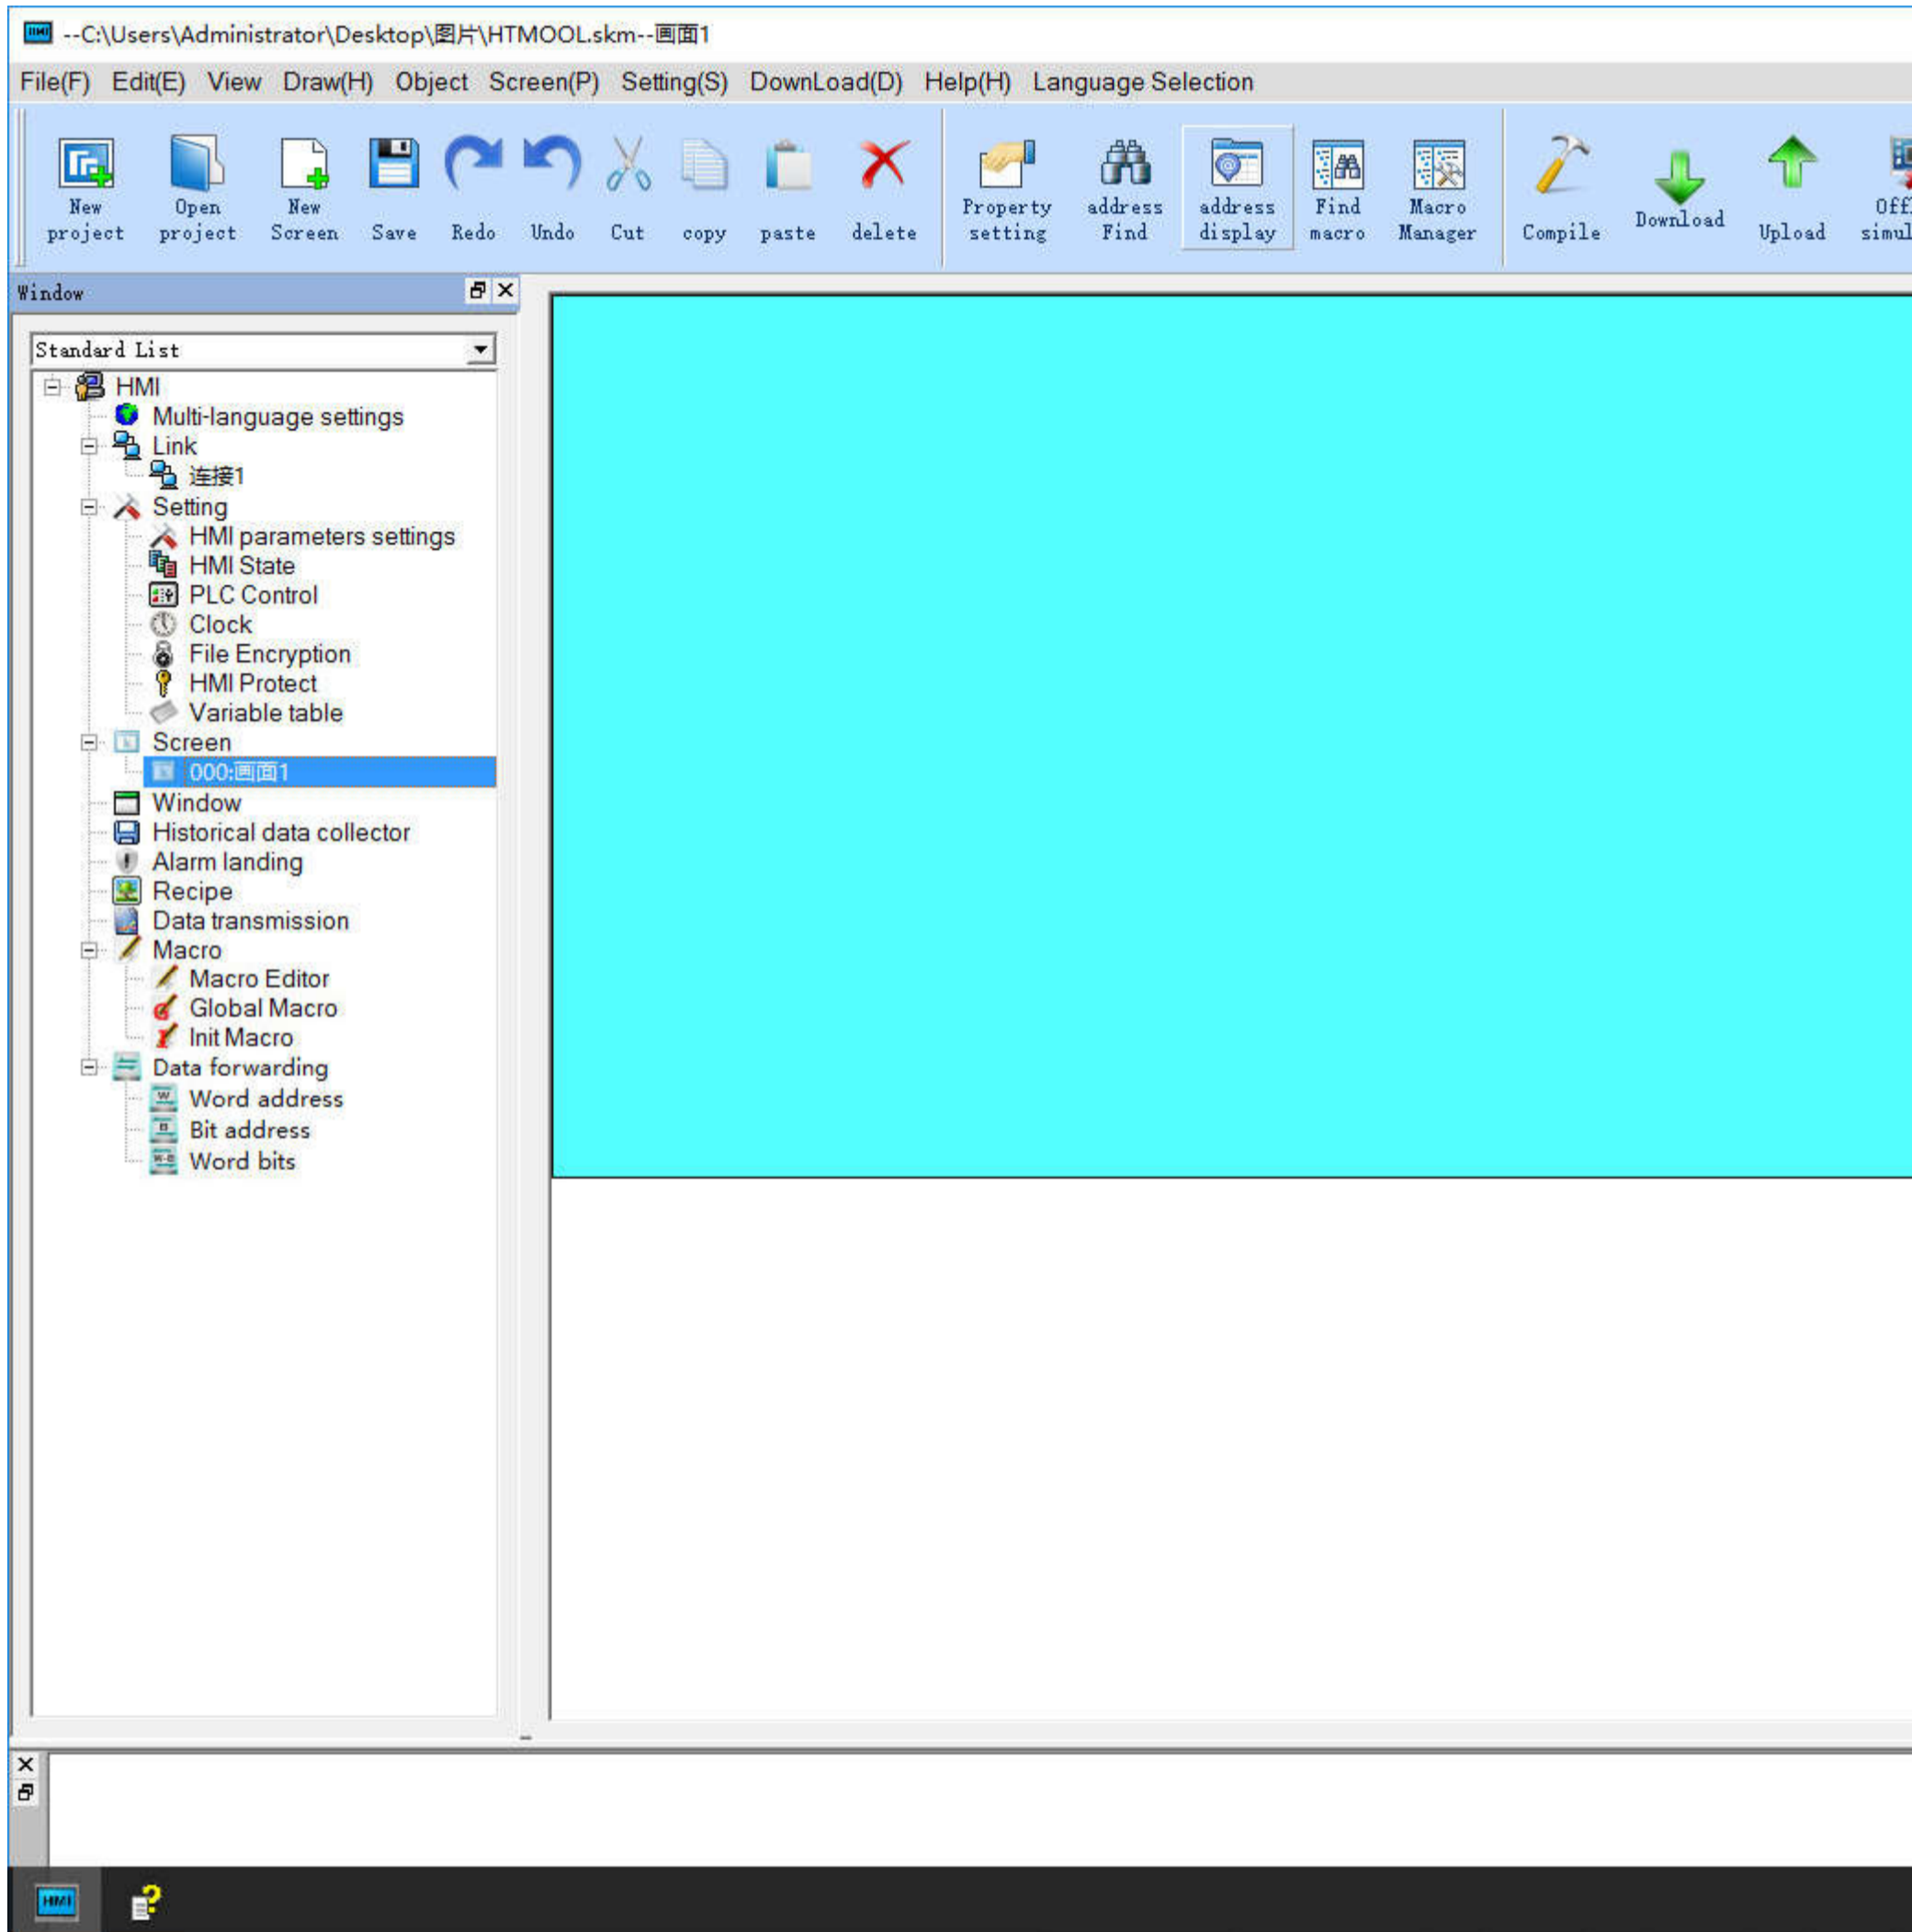 --C:\Users\Administrator\Desktop\图片\HTMOOL.skm--画面1
File(F) Edit(E) View Draw(H) Object Screen(P) Setting(S) DownLoad(D) Help(H) Language Selection
New project
Open project
New Screen
Save
Redo
Undo
Cut
copy
paste
delete
Property setting
address Find
address display
Find macro
Macro Manager
Compile
Download
Upload
Window
Standard List
HMI
Multi-language settings
Link
连接1
Setting
HMI parameters settings
HMI State
PLC Control
Clock
File Encryption
HMI Protect
Variable table
Screen
000:画面1
Window
Historical data collector
Alarm landing
Recipe
Data transmission
Macro
Macro Editor
Global Macro
Init Macro
Data forwarding
Word address
Bit address
Word bits
HMI